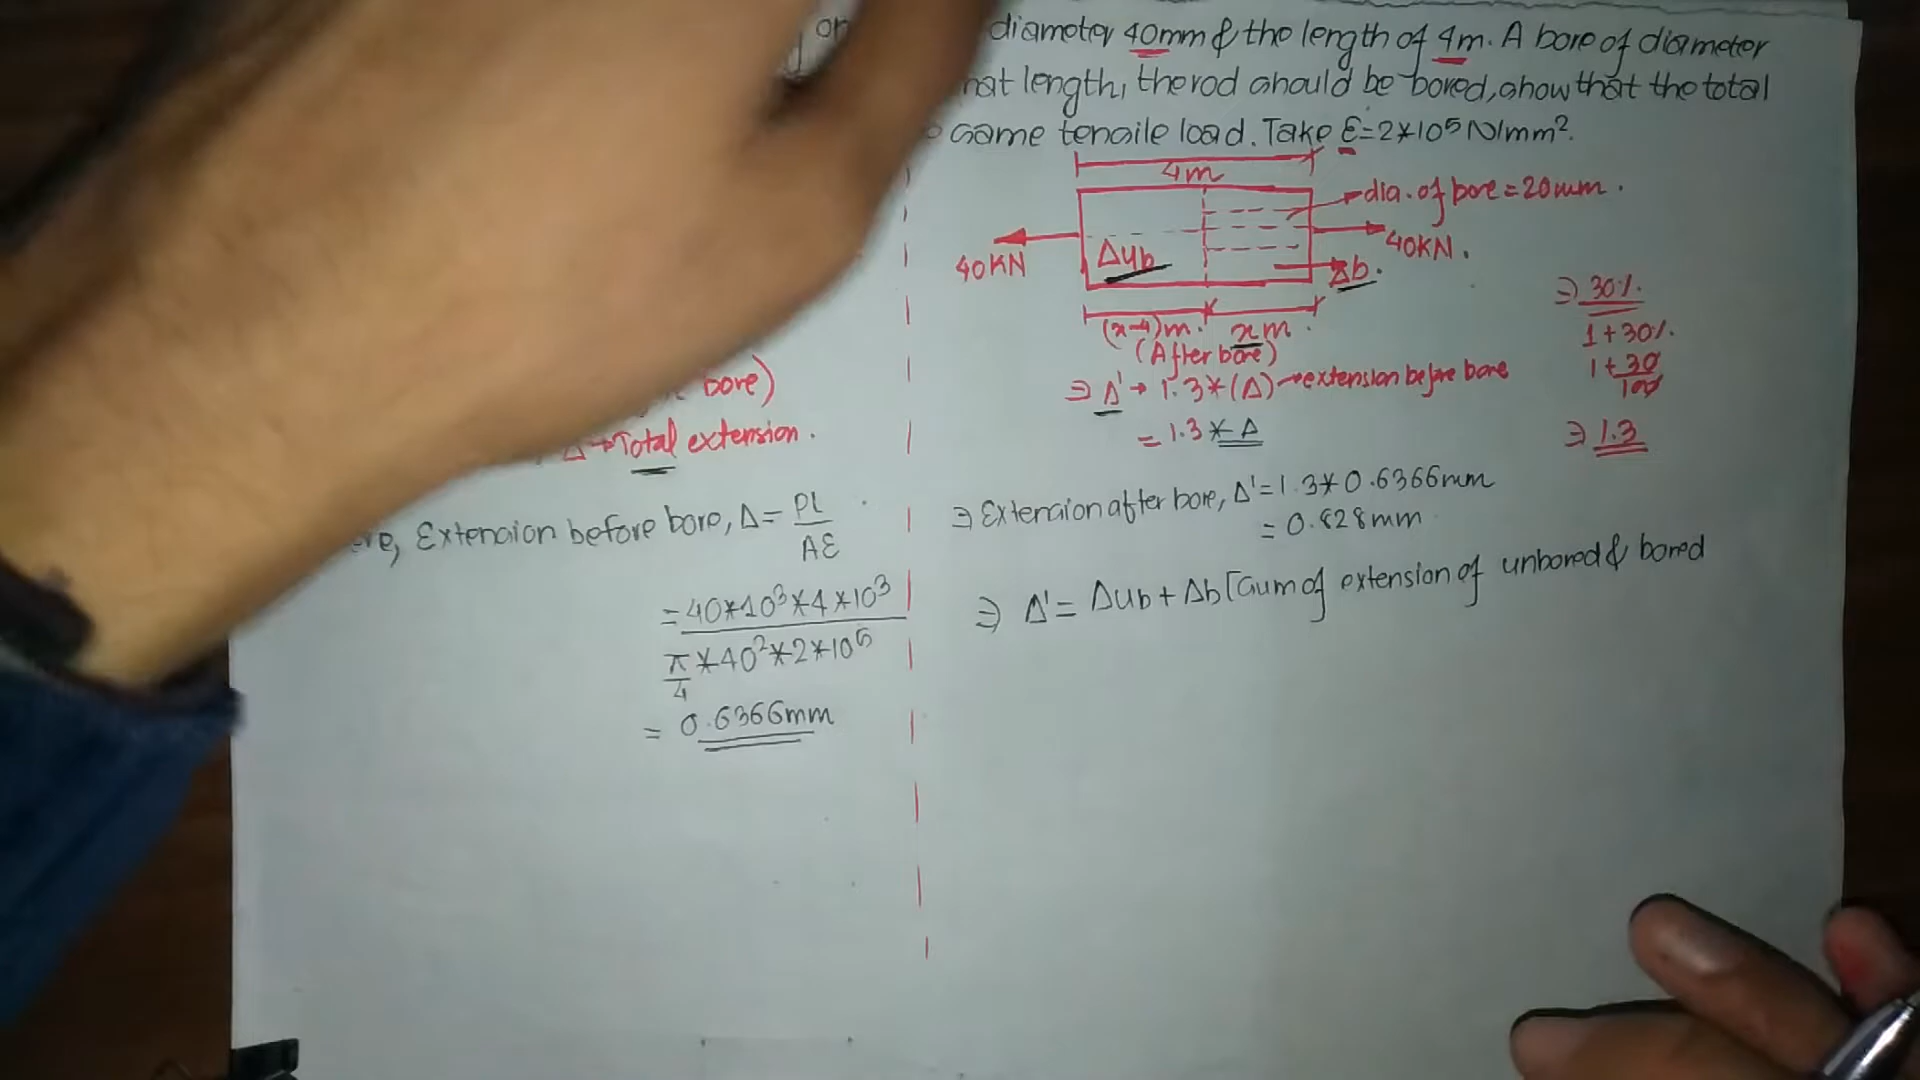 diameter 40mm & the length of 4m. A bore of diameter
length, the rod should be bored, show that the total
same tensile load. Take E=2*10⁵ N/mm².
4m
dia. of bore = 20mm.
40KN
Δub
40KN.
Δb.
(x-4)m. xm.
(After bore)
⇒ Δ' → 1.3*(Δ) → extension before bore
= 1.3*Δ
⇒ 30%.
1+30%.
1+30/100
⇒ 1.3
bore)
Δ→Total extension.
Extension before bore, Δ= PL/AE
= 40*10³*4*10³
π/4 *40²*2*10⁵
= 0.6366mm
⇒ Extension after bore, Δ'=1.3*0.6366mm
= 0.828mm
⇒ Δ'= Δub+Δb [sum of extension of unbored & bored